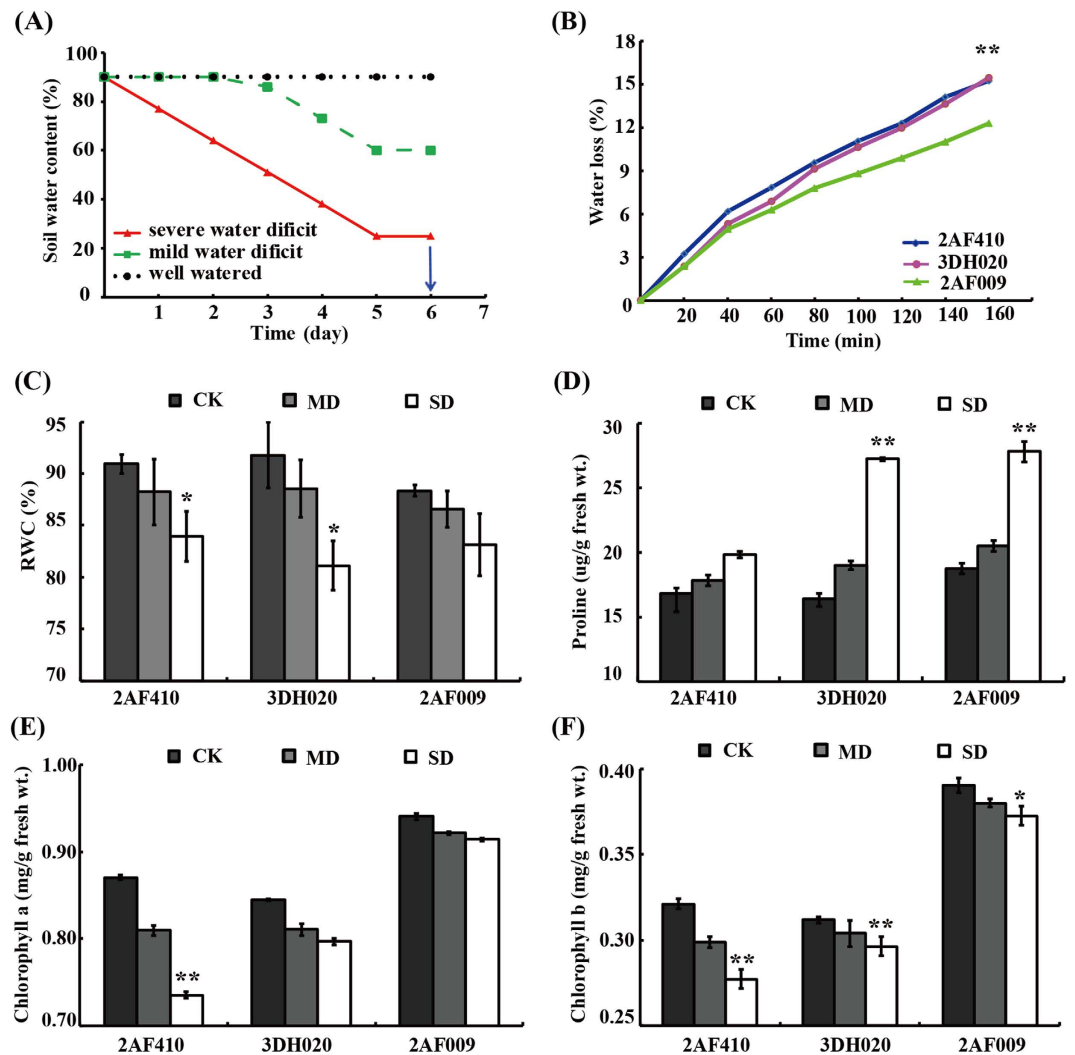 (A)
Soil water content (%)
100
80
60
40
20
0
severe water dificit
mild water dificit
well watered
1 2 3 4 5 6 7
Time (day)
(B)
Water loss (%)
18
15
12
9
6
3
0
**
2AF410
3DH020
2AF009
20 40 60 80 100 120 140 160
Time (min)
(C)
CK MD SD
RWC (%)
95
90
85
80
75
70
* *
2AF410 3DH020 2AF009
(D)
CK MD SD
Proline (ug/g fresh wt.)
30
25
20
15
10
** **
2AF410 3DH020 2AF009
(E)
CK MD SD
Chlorophyll a (mg/g fresh wt.)
1.00
0.90
0.80
0.70
**
2AF410 3DH020 2AF009
(F)
CK MD SD
Chlorophyll b (mg/g fresh wt.)
0.40
0.35
0.30
0.25
** ** *
2AF410 3DH020 2AF009